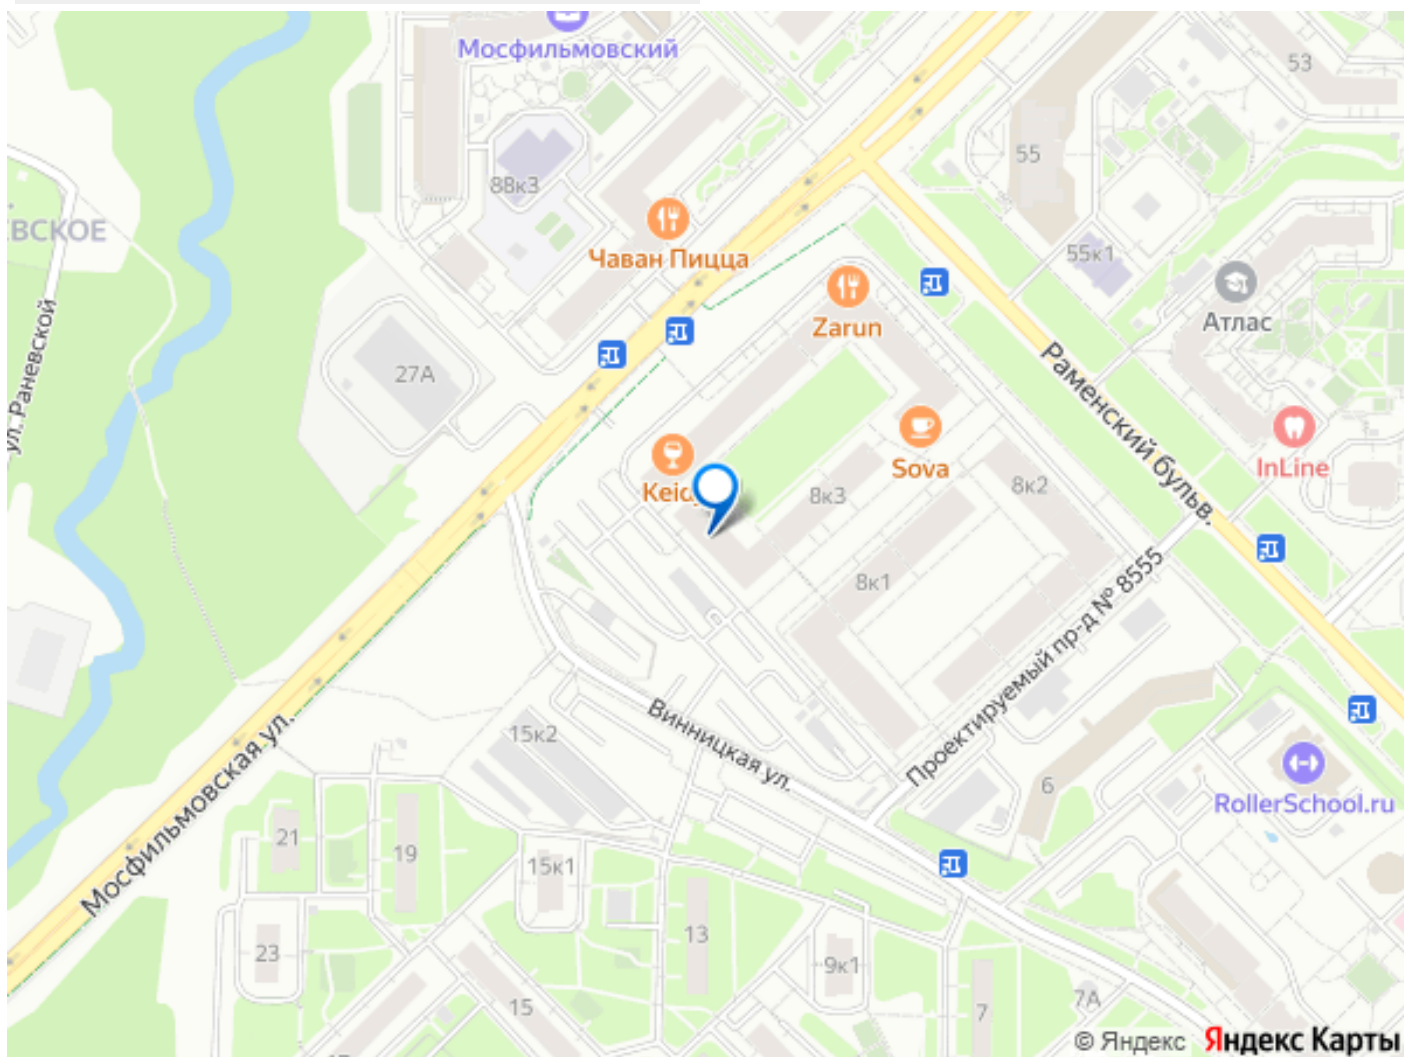 Мосфильмовский
53
55
88к3
ЕВСКОЕ
Чаван Пицца
55к1
Атлас
Zarun
ул. Раневской
27А
Раменский бульв.
Sova
InLine
8к3
8к2
8к1
Проектируемый пр-д № 8555
Винницкая ул.
15к2
Мосфильмовская ул.
6
RollerSchool.ru
21
19
15к1
13
23
9к1
15
7
7А
© Яндекс Яндекс Карты